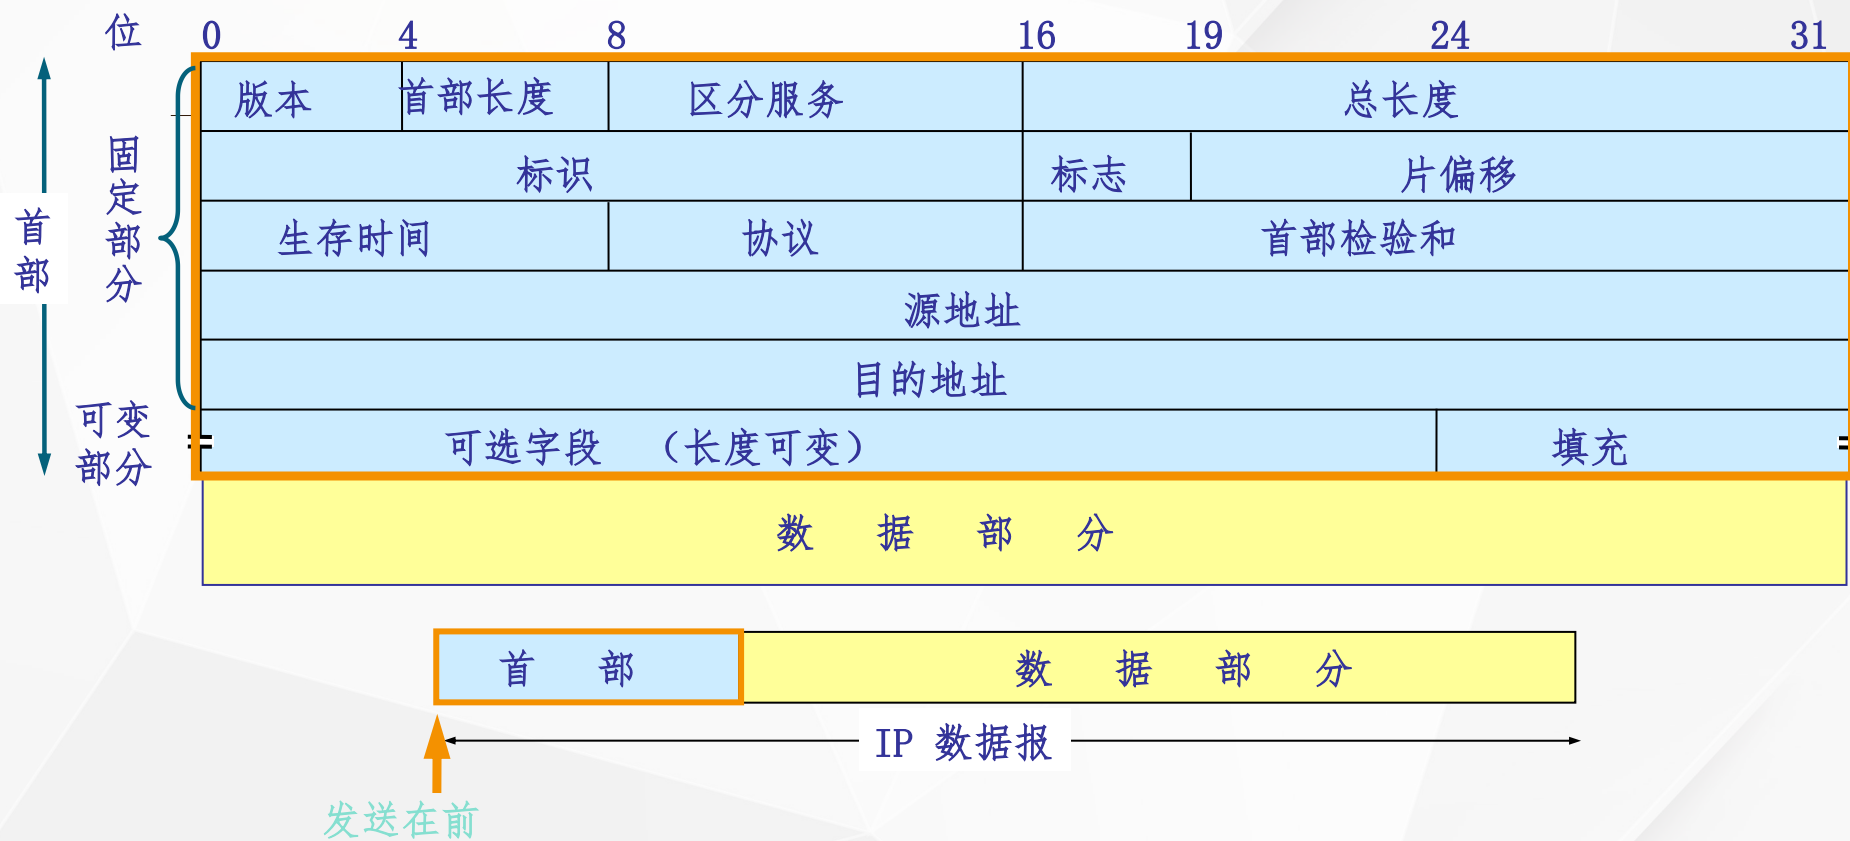 位 0 4 8 16 19 24 31
版本 首部长度 区分服务 总长度
标识 标志 片偏移
生存时间 协议 首部检验和
源地址
目的地址
可选字段 （长度可变） 填充
数 据 部 分
首部
固定部分
可变
部分
首 部 数 据 部 分
IP 数据报
发送在前